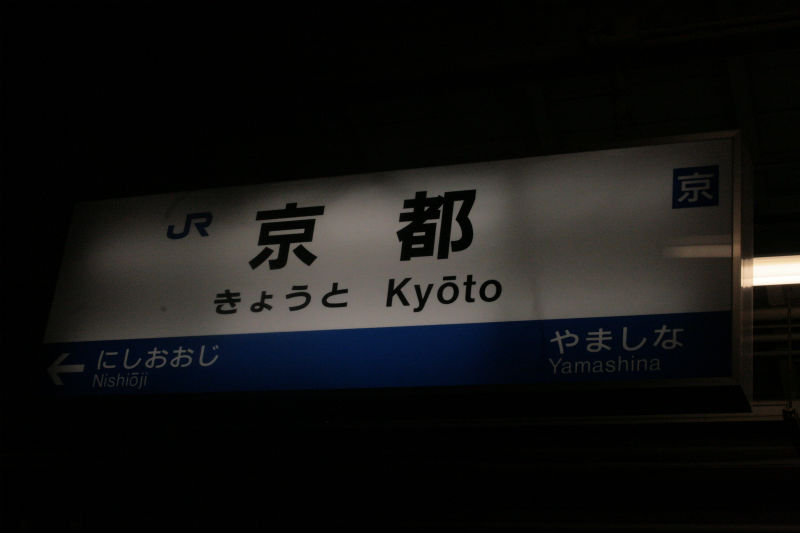 JR 京都 京
きょうと Kyōto
← にしおおじ やましな
Nishiōji Yamashina